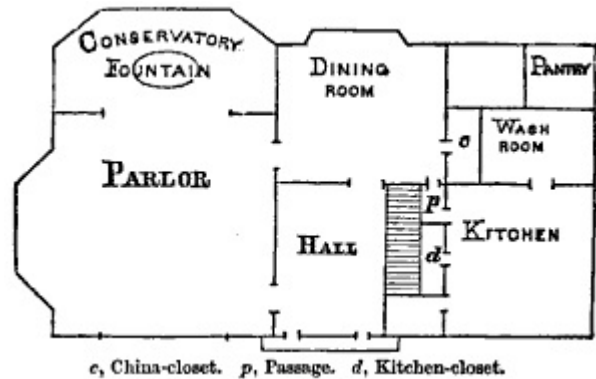 CONSERVATORY
FOUNTAIN
DINING
ROOM
PANTRY
c
WASH
ROOM
PARLOR
p
HALL
d
KITCHEN
c, China-closet. p, Passage. d, Kitchen-closet.